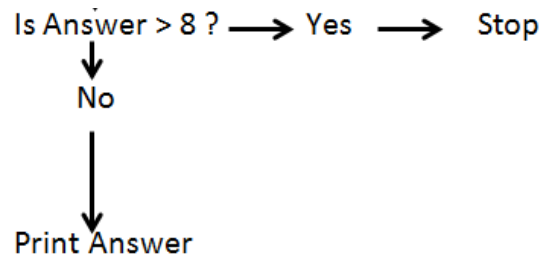 Is Answer > 8 ? Yes Stop
No
Print Answer